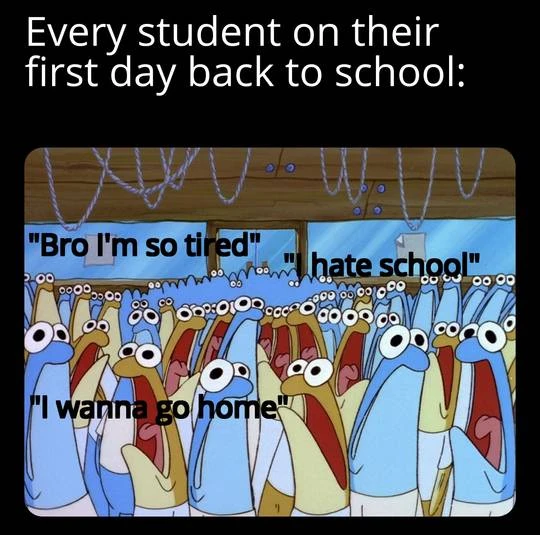 Every student on their
first day back to school:
"Bro I'm so tired"
"I hate school"
"I wanna go home"